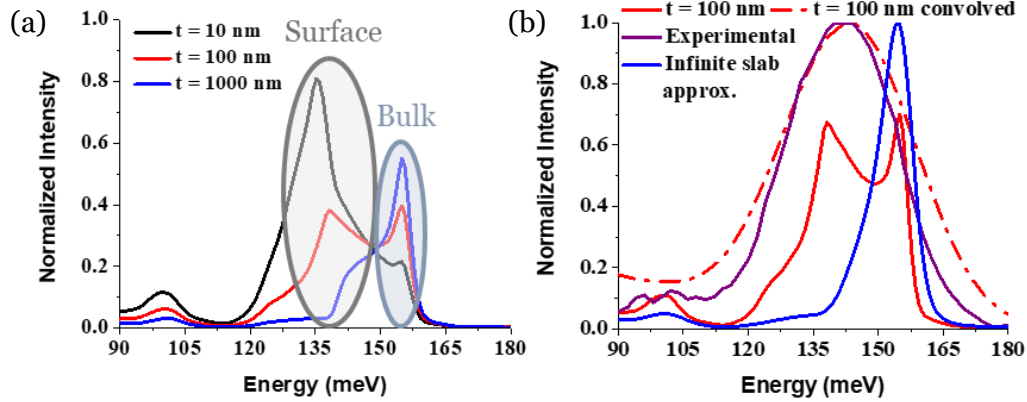 (a)
t = 10 nm
t = 100 nm
t = 1000 nm
Surface
Bulk
Normalized Intensity
1.0
0.8
0.6
0.4
0.2
0.0
90 105 120 135 150 165 180
Energy (meV)
(b)
t = 100 nm t = 100 nm convolved
Experimental
Infinite slab
approx.
Normalized Intensity
1.0
0.8
0.6
0.4
0.2
0.0
90 105 120 135 150 165 180
Energy (meV)